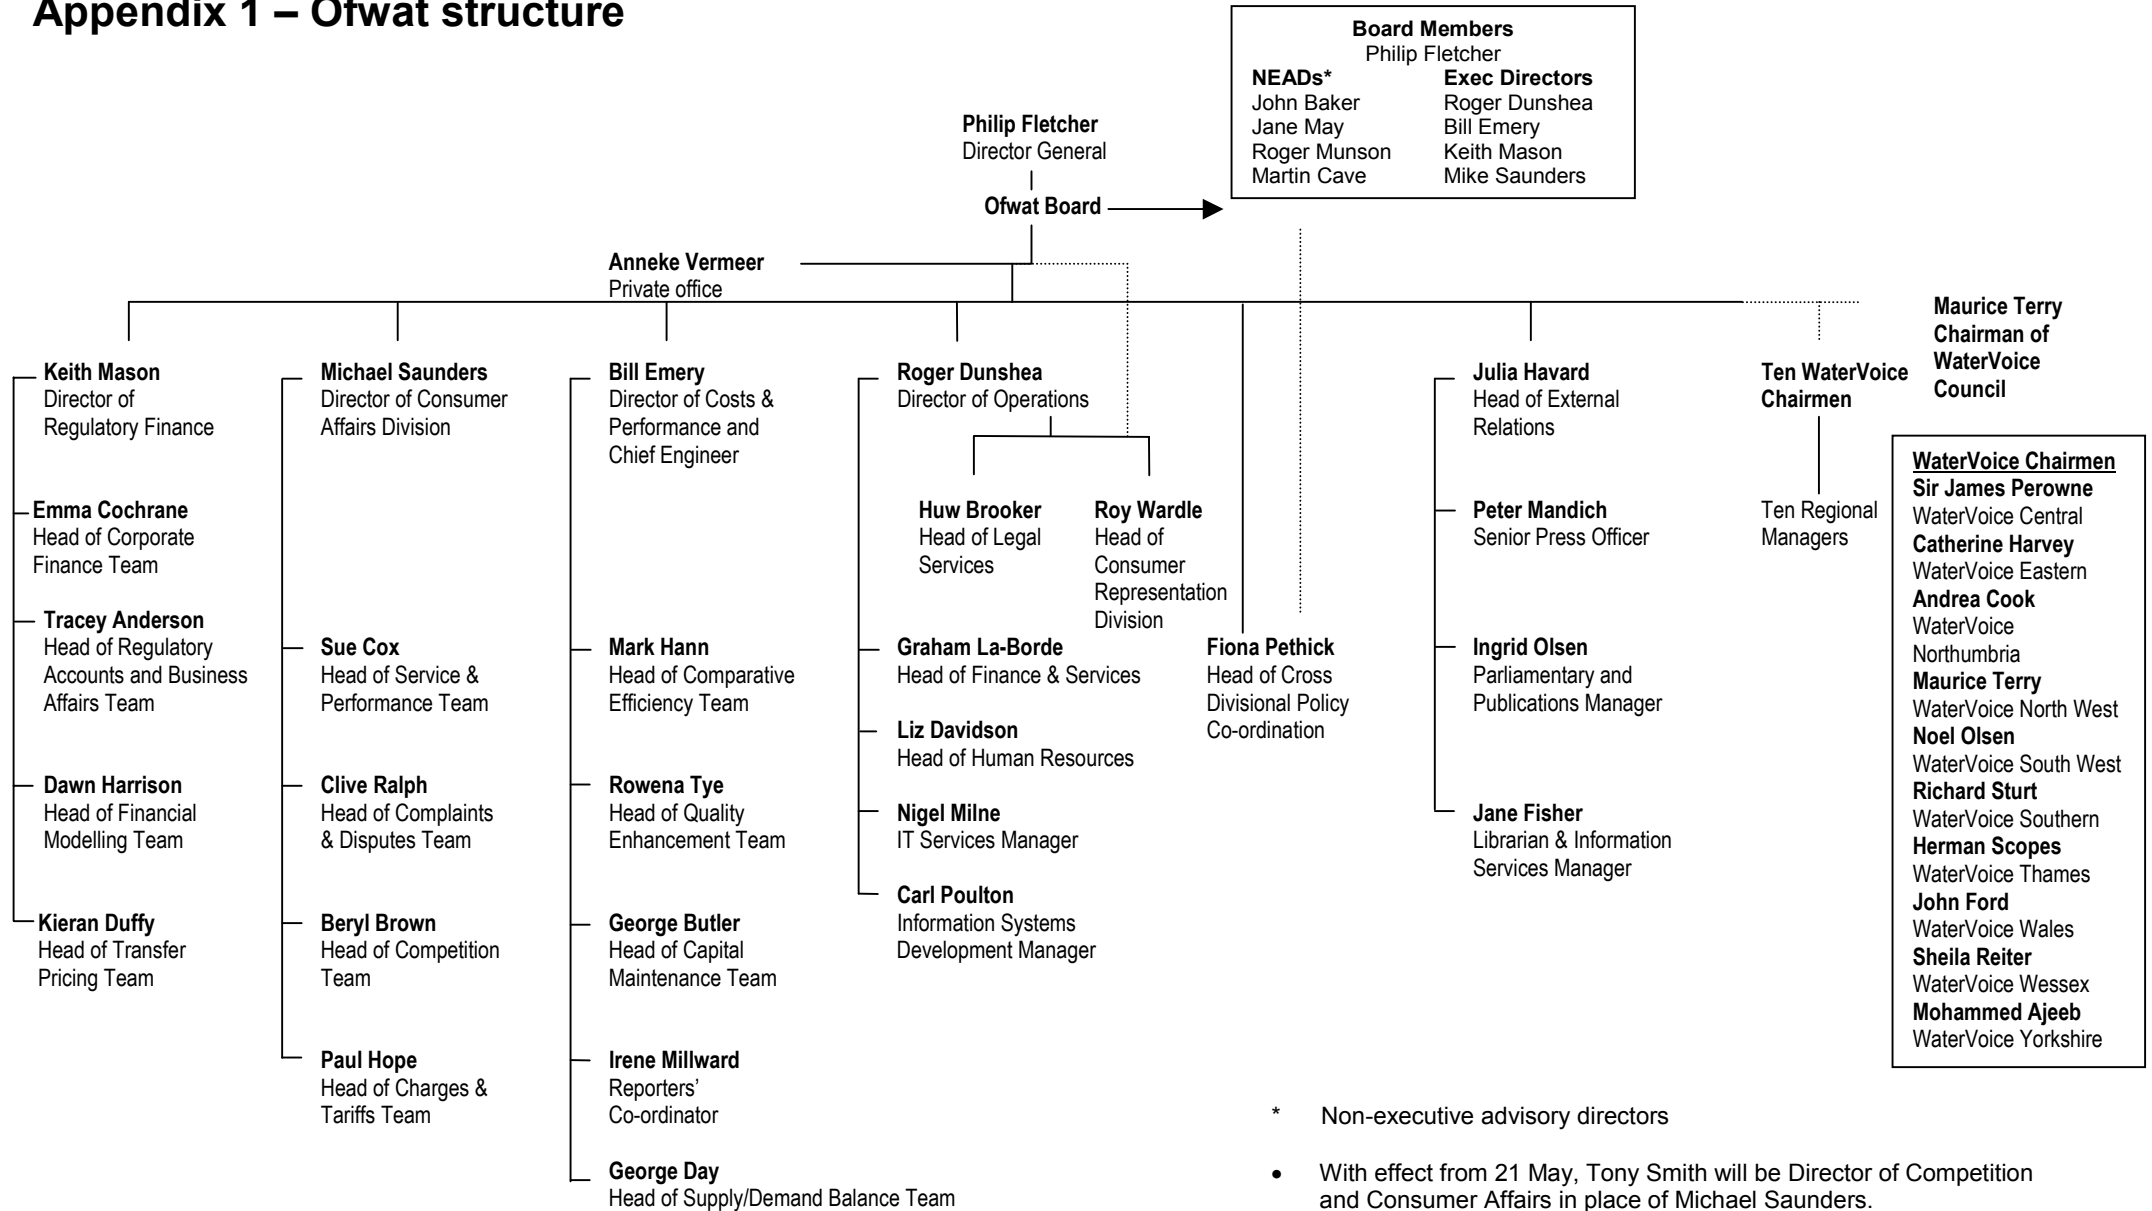 Appendix 1 – Ofwat structure
Board Members
Philip Fletcher
NEADs*
John Baker
Jane May
Roger Munson
Martin Cave
Exec Directors
Roger Dunshea
Bill Emery
Keith Mason
Mike Saunders
Philip Fletcher
Director General
Ofwat Board
Anneke Vermeer
Private office
Keith Mason
Director of
Regulatory Finance
Emma Cochrane
Head of Corporate
Finance Team
Tracey Anderson
Head of Regulatory
Accounts and Business
Affairs Team
Dawn Harrison
Head of Financial
Modelling Team
Kieran Duffy
Head of Transfer
Pricing Team
Michael Saunders
Director of Consumer
Affairs Division
Sue Cox
Head of Service &
Performance Team
Clive Ralph
Head of Complaints
& Disputes Team
Beryl Brown
Head of Competition
Team
Paul Hope
Head of Charges &
Tariffs Team
Bill Emery
Director of Costs &
Performance and
Chief Engineer
Mark Hann
Head of Comparative
Efficiency Team
Rowena Tye
Head of Quality
Enhancement Team
George Butler
Head of Capital
Maintenance Team
Irene Millward
Reporters’
Co-ordinator
George Day
Head of Supply/Demand Balance Team
Roger Dunshea
Director of Operations
Huw Brooker
Head of Legal
Services
Roy Wardle
Head of
Consumer
Representation
Division
Graham La-Borde
Head of Finance & Services
Liz Davidson
Head of Human Resources
Nigel Milne
IT Services Manager
Carl Poulton
Information Systems
Development Manager
Fiona Pethick
Head of Cross
Divisional Policy
Co-ordination
Julia Havard
Head of External
Relations
Peter Mandich
Senior Press Officer
Ingrid Olsen
Parliamentary and
Publications Manager
Jane Fisher
Librarian & Information
Services Manager
Ten WaterVoice
Chairmen
Ten Regional
Managers
Maurice Terry
Chairman of
WaterVoice
Council
WaterVoice Chairmen
Sir James Perowne
WaterVoice Central
Catherine Harvey
WaterVoice Eastern
Andrea Cook
WaterVoice
Northumbria
Maurice Terry
WaterVoice North West
Noel Olsen
WaterVoice South West
Richard Sturt
WaterVoice Southern
Herman Scopes
WaterVoice Thames
John Ford
WaterVoice Wales
Sheila Reiter
WaterVoice Wessex
Mohammed Ajeeb
WaterVoice Yorkshire
* Non-executive advisory directors
• With effect from 21 May, Tony Smith will be Director of Competition
and Consumer Affairs in place of Michael Saunders.